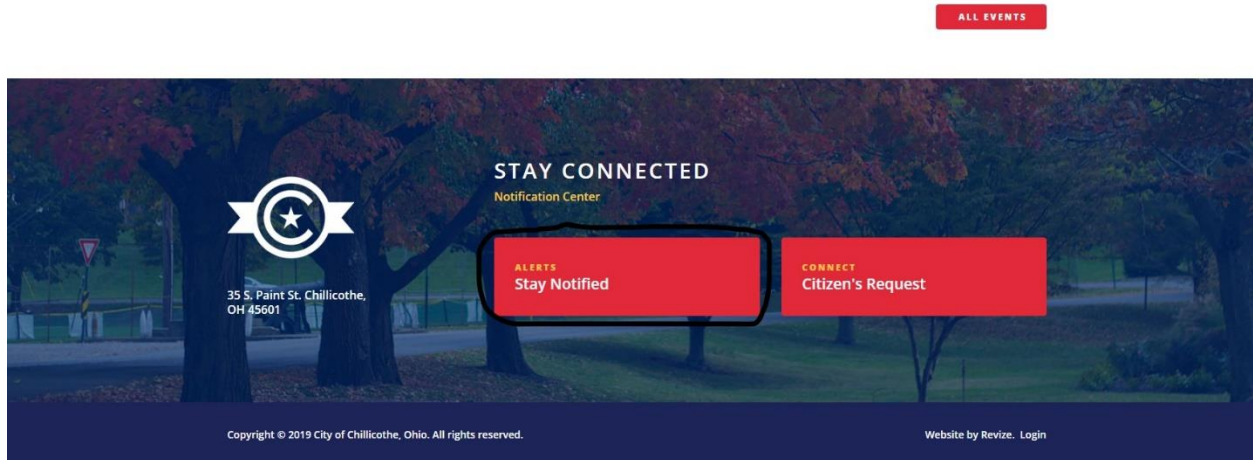 ALL EVENTS
STAY CONNECTED
Notification Center
35 S. Paint St. Chillicothe,
OH 45601
ALERTS
Stay Notified
CONNECT
Citizen's Request
Copyright © 2019 City of Chillicothe, Ohio. All rights reserved.
Website by Revize. Login